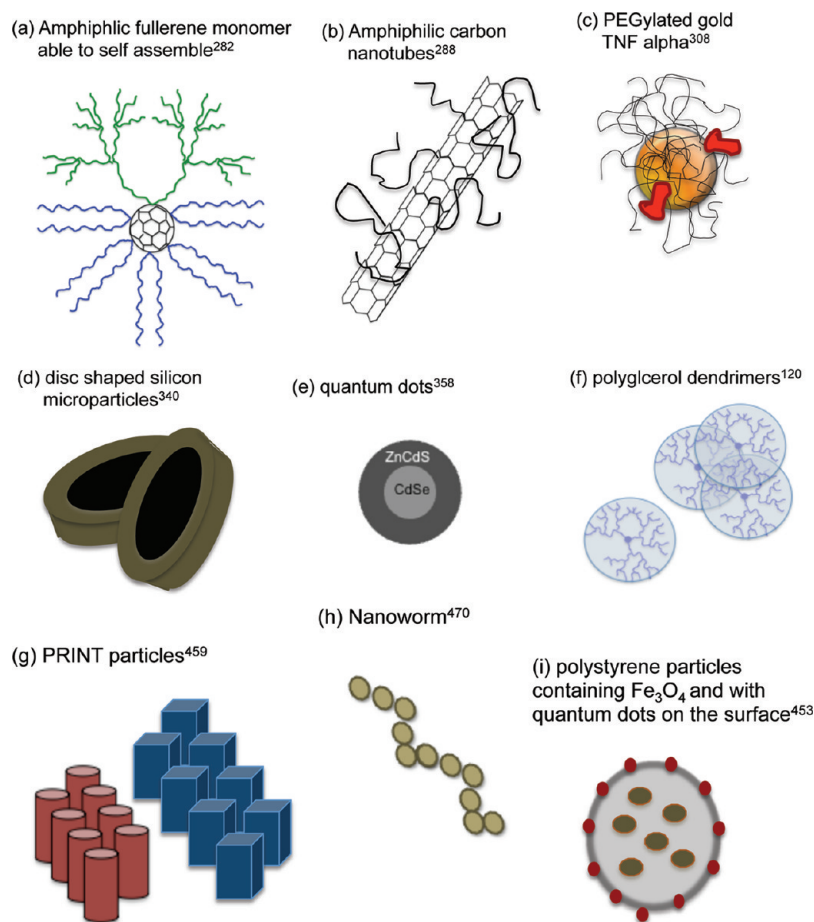 (a) Amphiphlic fullerene monomer
able to self assemble²⁸²
(b) Amphiphilic carbon
nanotubes²⁸⁸
(c) PEGylated gold
TNF alpha³⁰⁸
(d) disc shaped silicon
microparticles³⁴⁰
(e) quantum dots³⁵⁸
ZnCdS
CdSe
(f) polyglcerol dendrimers¹²⁰
(g) PRINT particles⁴⁵⁹
(h) Nanoworm⁴⁷⁰
(i) polystyrene particles
containing Fe₃O₄ and with
quantum dots on the surface⁴⁵³